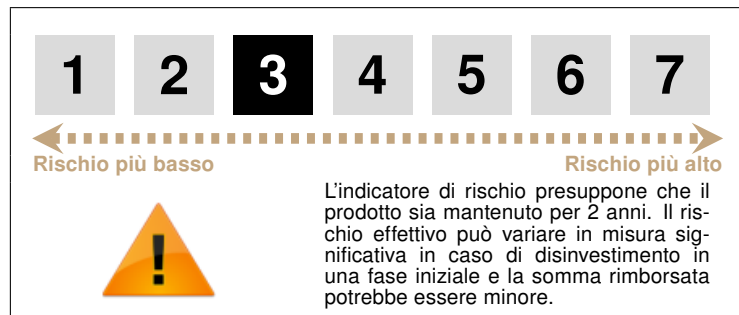 1 2 3 4 5 6 7
Rischio più basso Rischio più alto
L'indicatore di rischio presuppone che il
prodotto sia mantenuto per 2 anni. Il ris-
chio effettivo può variare in misura sig-
nificativa in caso di disinvestimento in
una fase iniziale e la somma rimborsata
potrebbe essere minore.
!